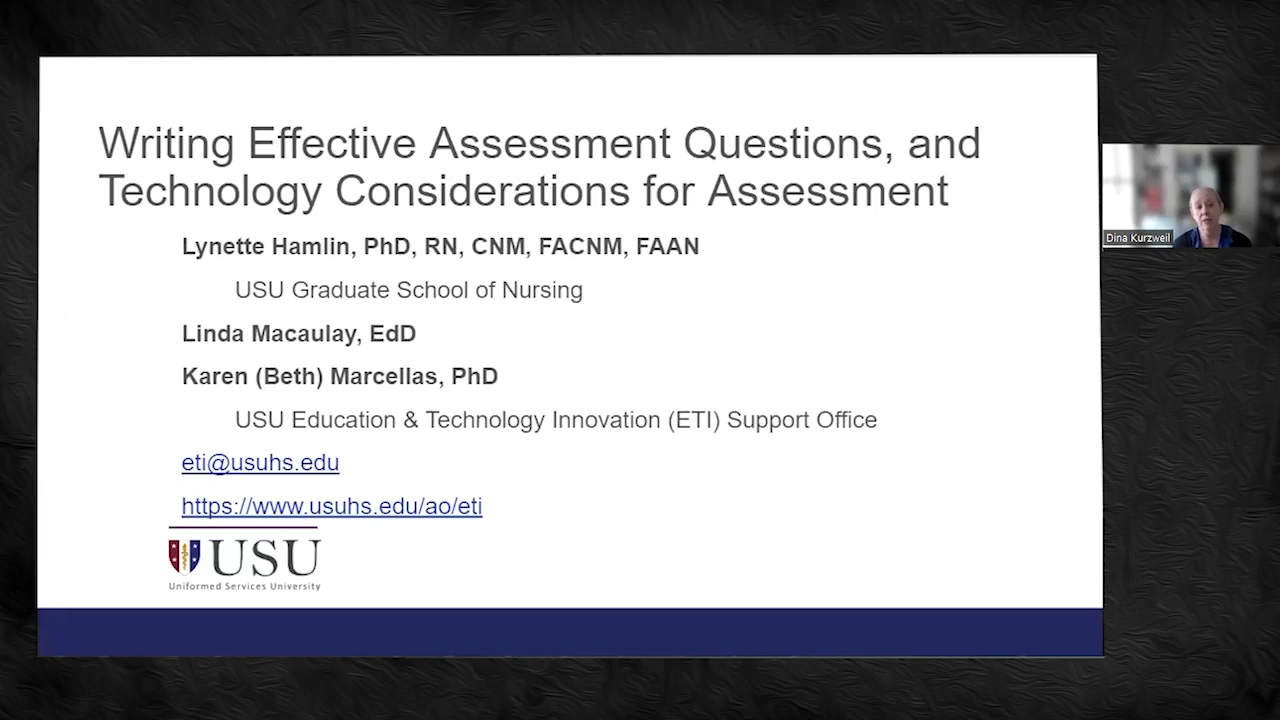 Writing Effective Assessment Questions, and
Technology Considerations for Assessment
Lynette Hamlin, PhD, RN, CNM, FACNM, FAAN
USU Graduate School of Nursing
Linda Macaulay, EdD
Karen (Beth) Marcellas, PhD
USU Education & Technology Innovation (ETI) Support Office
eti@usuhs.edu
https://www.usuhs.edu/ao/eti
USU
Uniformed Services University
Dina Kurzweil